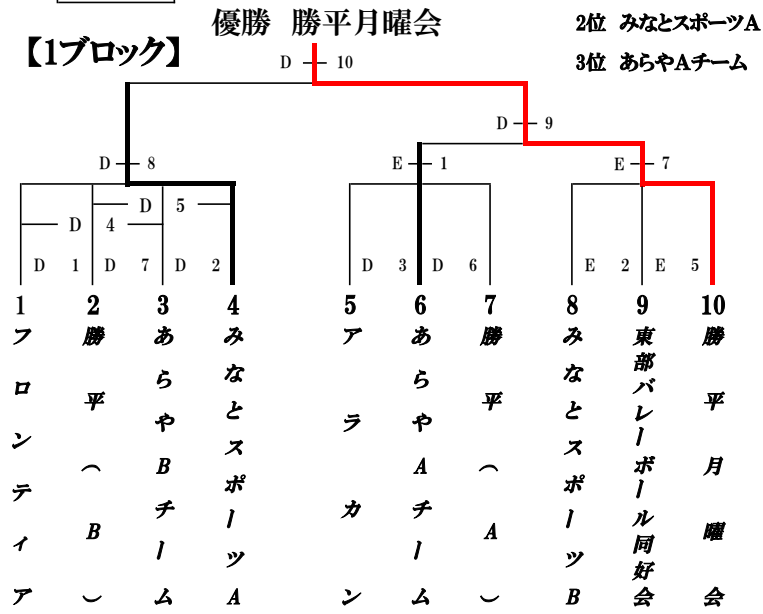 優勝 勝平月曜会
2位 みなとスポーツA
【1ブロック】
3位 あらやAチーム
D 10
D 9
D 8
E 1
E 7
D 5
D 4
D 1 D 7 D 2
D 3 D 6
E 2 E 5
1 2 3 4 5 6 7 8 9 10
フロンティア
勝平(B)
あらやBチーム
みなとスポーツA
アラカン
あらやAチーム
勝平(A)
みなとスポーツB
東部バレーボール同好会
勝平月曜会